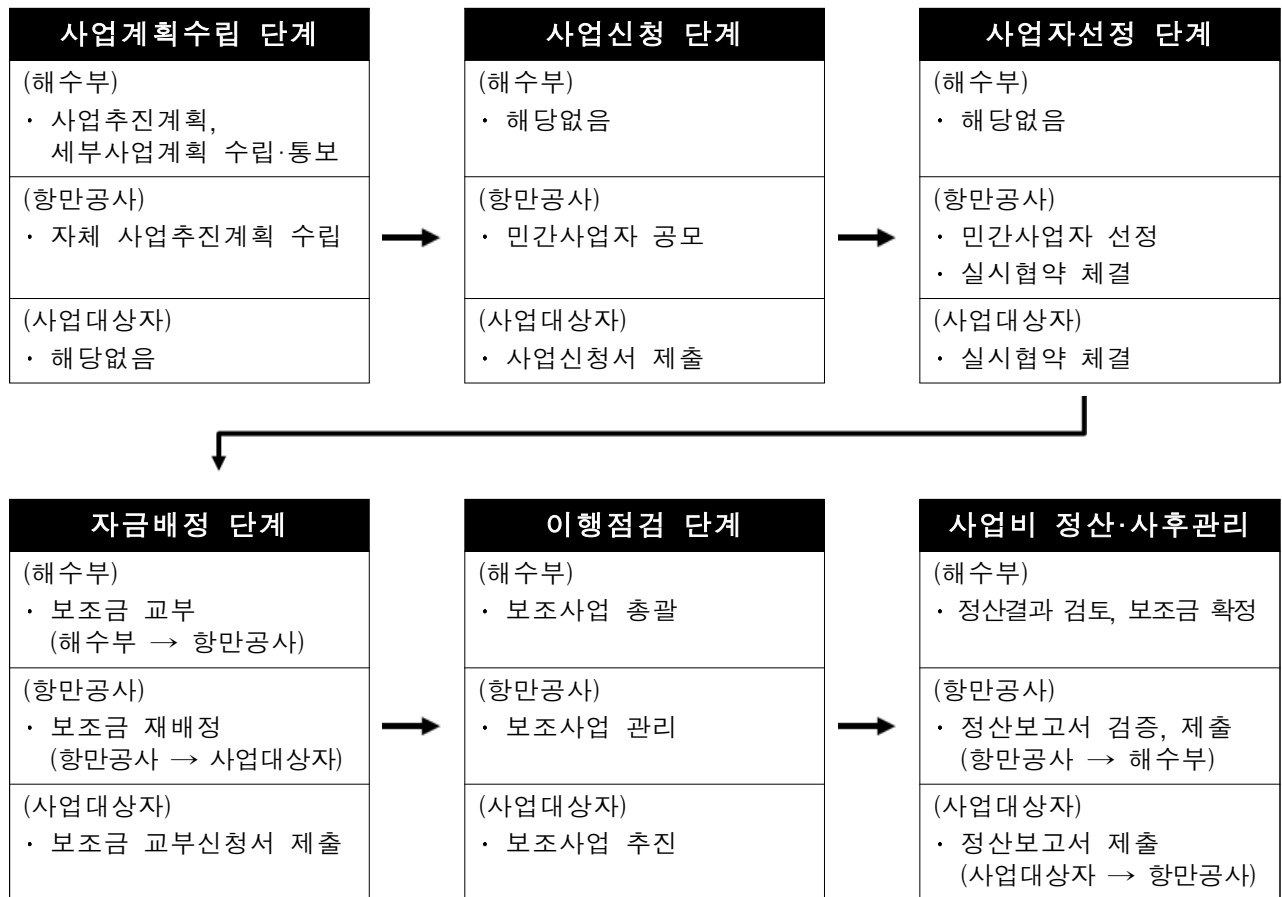 사업계획수립 단계
(해수부)
· 사업추진계획,
세부사업계획 수립·통보
(항만공사)
· 자체 사업추진계획 수립
(사업대상자)
· 해당없음
사업신청 단계
(해수부)
· 해당없음
(항만공사)
· 민간사업자 공모
(사업대상자)
· 사업신청서 제출
사업자선정 단계
(해수부)
· 해당없음
(항만공사)
· 민간사업자 선정
· 실시협약 체결
(사업대상자)
· 실시협약 체결
자금배정 단계
(해수부)
· 보조금 교부
(해수부 → 항만공사)
(항만공사)
· 보조금 재배정
(항만공사 → 사업대상자)
(사업대상자)
· 보조금 교부신청서 제출
이행점검 단계
(해수부)
· 보조사업 총괄
(항만공사)
· 보조사업 관리
(사업대상자)
· 보조사업 추진
사업비 정산·사후관리
(해수부)
· 정산결과 검토, 보조금 확정
(항만공사)
· 정산보고서 검증, 제출
(항만공사 → 해수부)
(사업대상자)
· 정산보고서 제출
(사업대상자 → 항만공사)